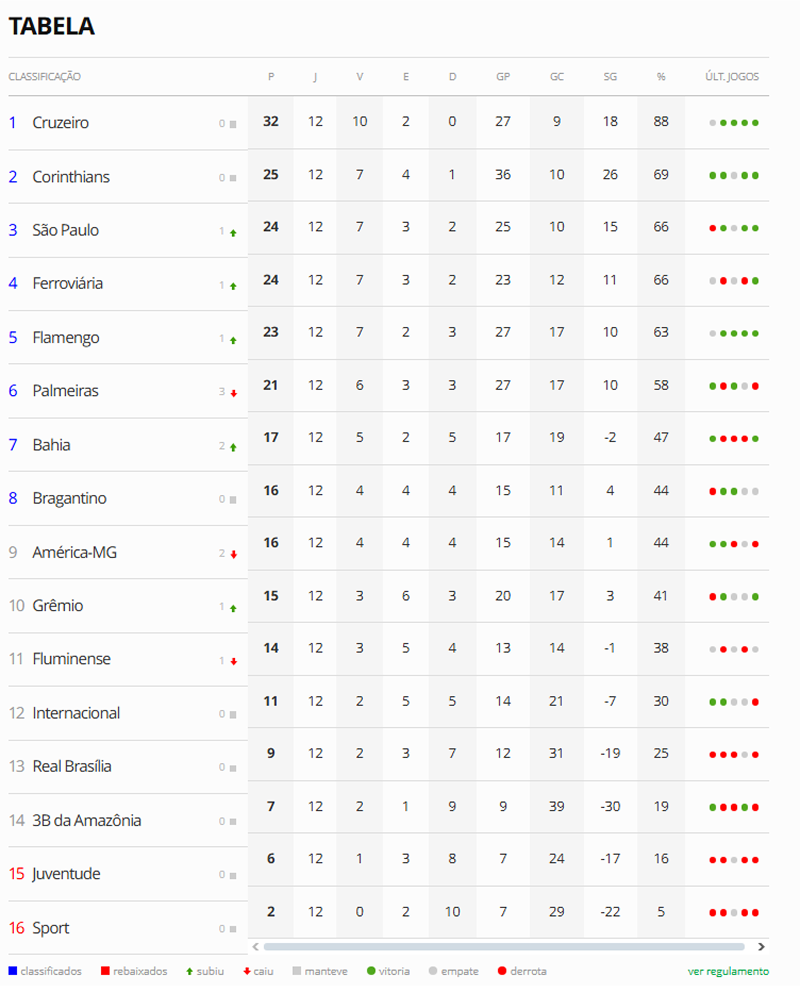 TABELA
CLASSIFICAÇÃO P J V E D GP GC SG % ÚLT. JOGOS
1 Cruzeiro 0 32 12 10 2 0 27 9 18 88
2 Corinthians 0 25 12 7 4 1 36 10 26 69
3 São Paulo 1 24 12 7 3 2 25 10 15 66
4 Ferroviária 1 24 12 7 3 2 23 12 11 66
5 Flamengo 1 23 12 7 2 3 27 17 10 63
6 Palmeiras 3 21 12 6 3 3 27 17 10 58
7 Bahia 2 17 12 5 2 5 17 19 -2 47
8 Bragantino 0 16 12 4 4 4 15 11 4 44
9 América-MG 2 16 12 4 4 4 15 14 1 44
10 Grêmio 1 15 12 3 6 3 20 17 3 41
11 Fluminense 1 14 12 3 5 4 13 14 -1 38
12 Internacional 0 11 12 2 5 5 14 21 -7 30
13 Real Brasília 0 9 12 2 3 7 12 31 -19 25
14 3B da Amazônia 0 7 12 2 1 9 9 39 -30 19
15 Juventude 0 6 12 1 3 8 7 24 -17 16
16 Sport 0 2 12 0 2 10 7 29 -22 5
classificados rebaixados subiu caiu manteve vitoria empate derrota ver regulamento